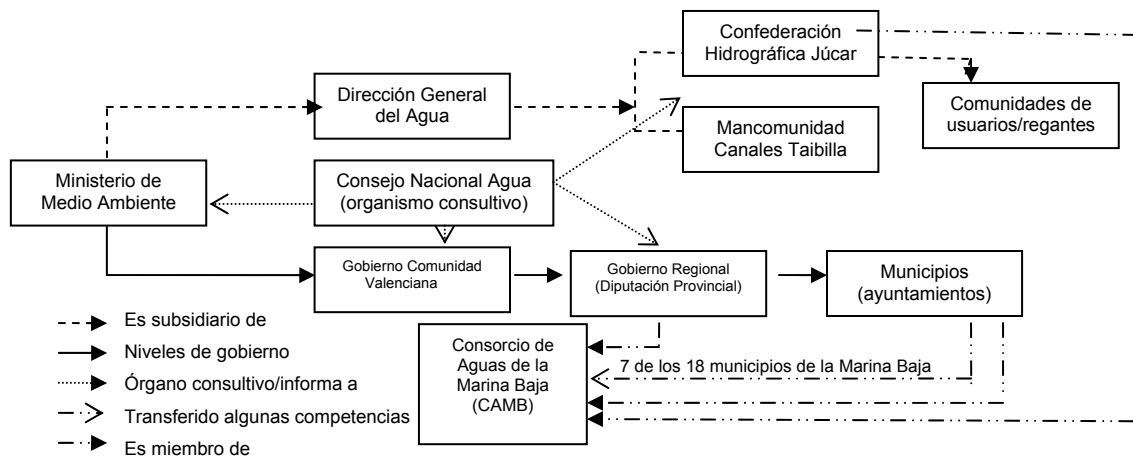 Confederación
Hidrográfica Júcar
Dirección General
del Agua
Comunidades de
usuarios/regantes
Mancomunidad
Canales Taibilla
Ministerio de
Medio Ambiente
Consejo Nacional Agua
(organismo consultivo)
Gobierno Comunidad
Valenciana
Gobierno Regional
(Diputación Provincial)
Municipios
(ayuntamientos)
Es subsidiario de
Niveles de gobierno
Órgano consultivo/informa a
Transferido algunas competencias
Es miembro de
Consorcio de
Aguas de la
Marina Baja
(CAMB)
7 de los 18 municipios de la Marina Baja